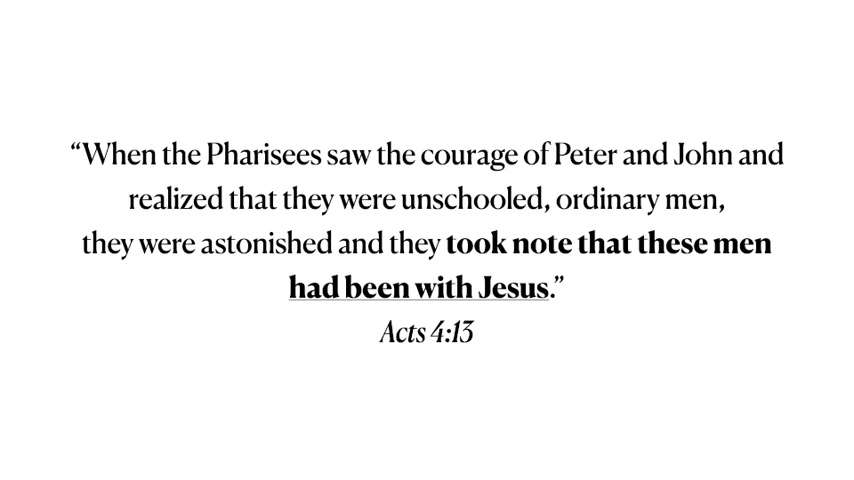 “When the Pharisees saw the courage of Peter and John and
realized that they were unschooled, ordinary men,
they were astonished and they took note that these men
had been with Jesus.”
Acts 4:13